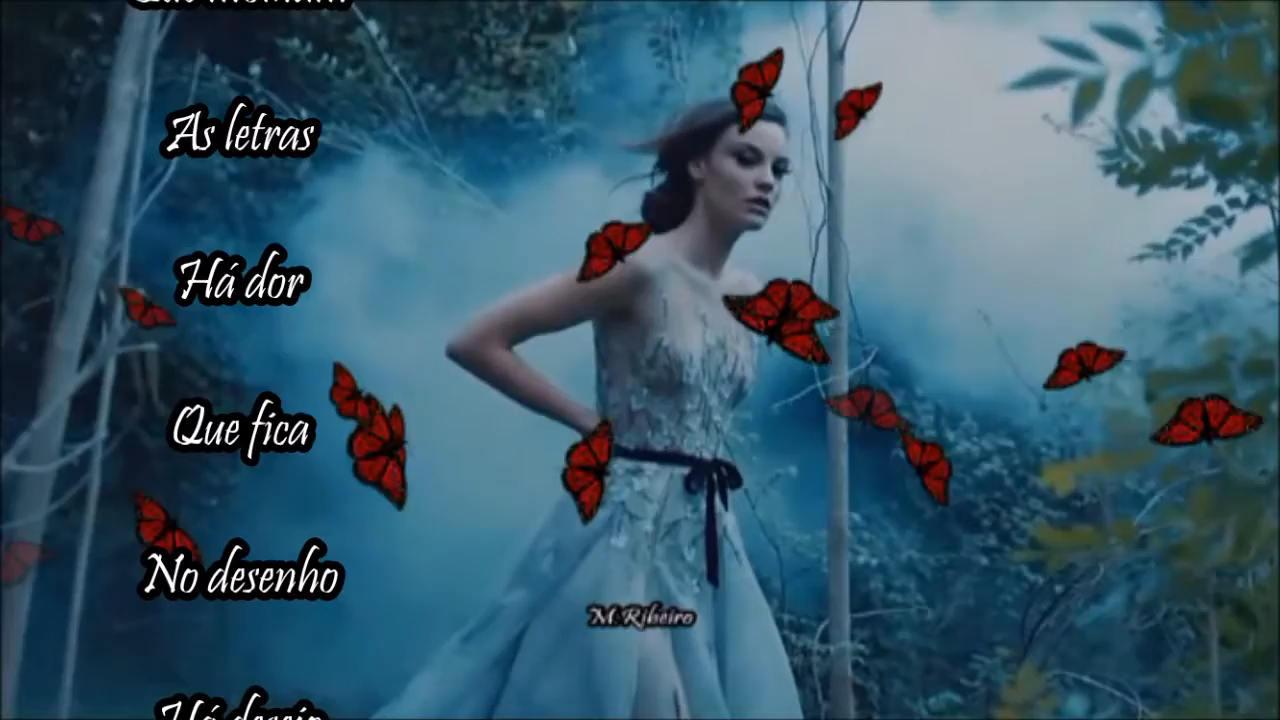 As letras
Há dor
Que fica
No desenho
M.Ribeiro